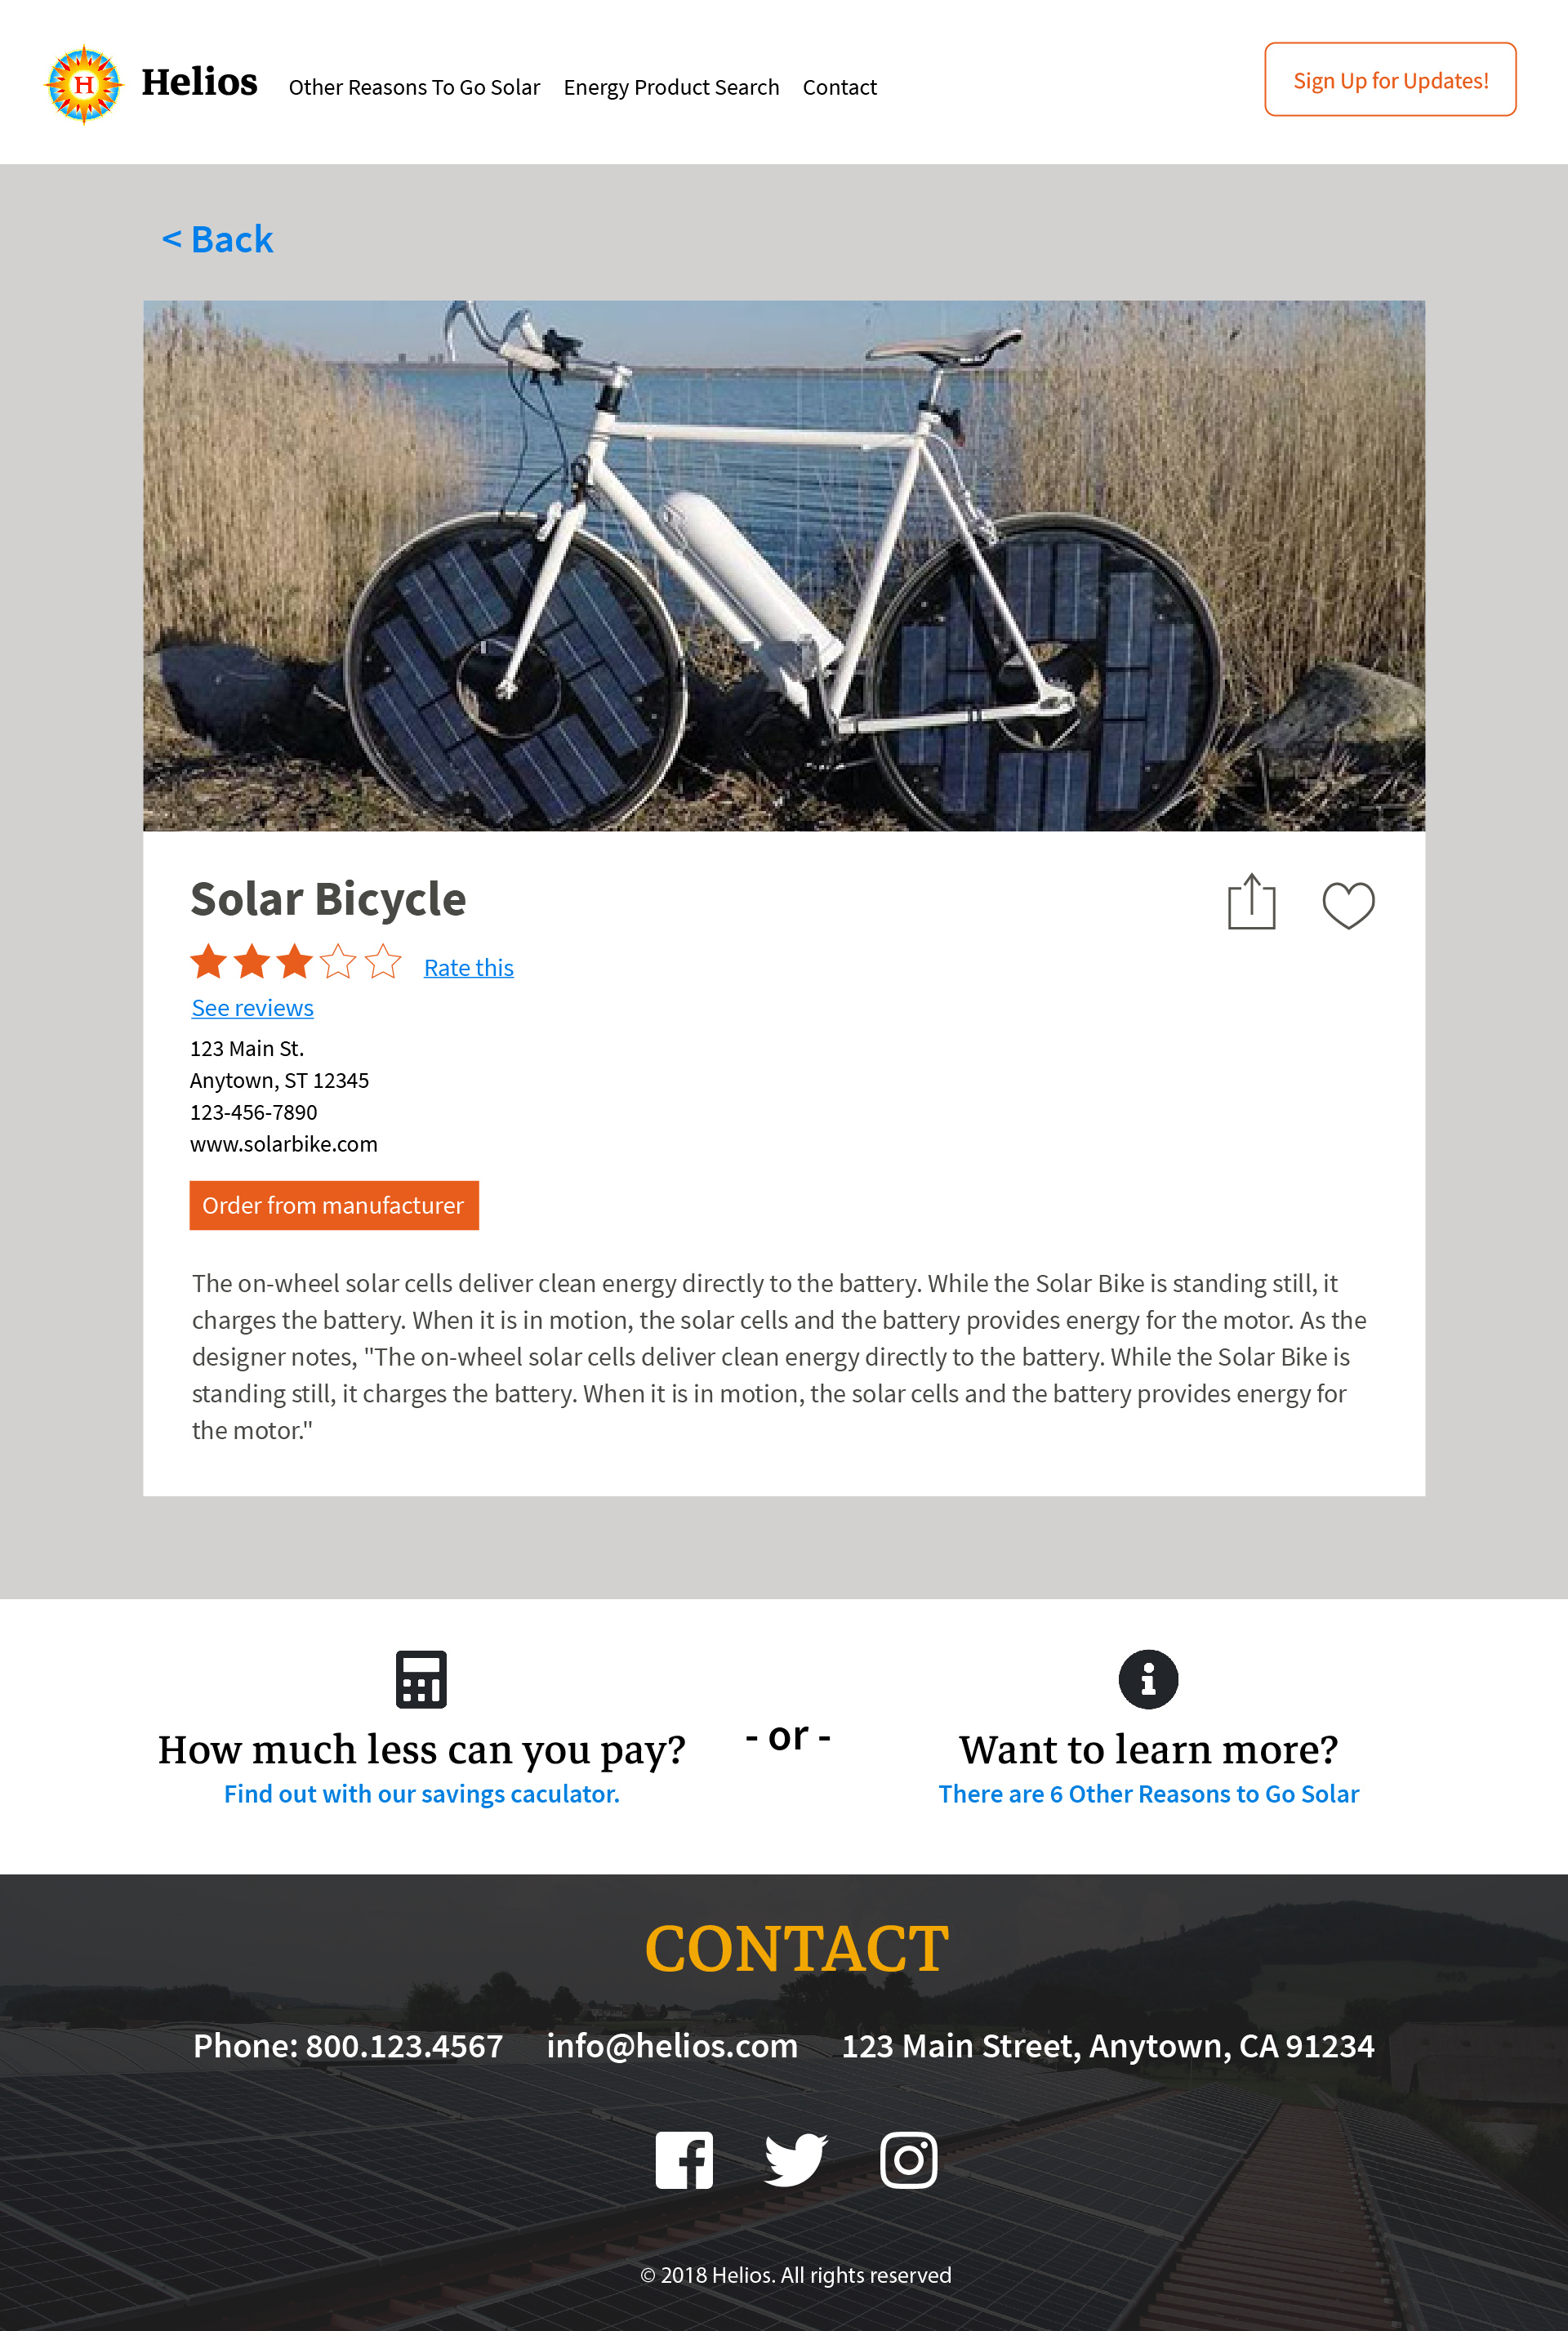 H
Helios
Other Reasons To Go Solar Energy Product Search Contact
Sign Up for Updates!
< Back
Solar Bicycle
Rate this
See reviews
123 Main St.
Anytown, ST 12345
123-456-7890
www.solarbike.com
Order from manufacturer
The on-wheel solar cells deliver clean energy directly to the battery. While the Solar Bike is standing still, it
charges the battery. When it is in motion, the solar cells and the battery provides energy for the motor. As the
designer notes, "The on-wheel solar cells deliver clean energy directly to the battery. While the Solar Bike is
standing still, it charges the battery. When it is in motion, the solar cells and the battery provides energy for
the motor."
How much less can you pay?
Find out with our savings caculator.
- or -
Want to learn more?
There are 6 Other Reasons to Go Solar
CONTACT
Phone: 800.123.4567 info@helios.com 123 Main Street, Anytown, CA 91234
© 2018 Helios. All rights reserved